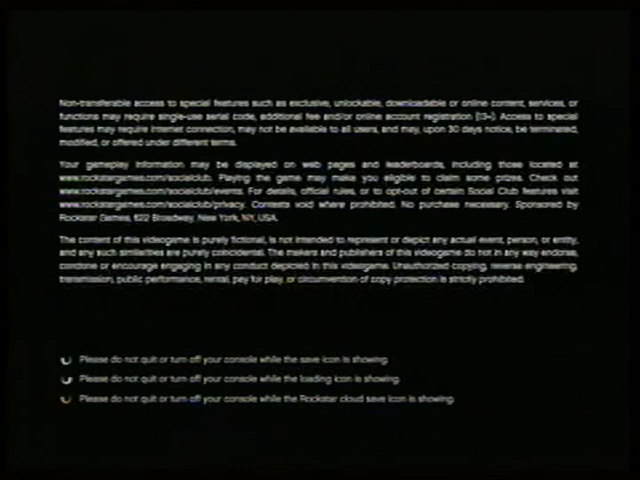 Non-transferable access to special features such as exclusive, unlockable, downloadable or online content, services, or
functions may require single-use serial code, additional fee and/or online account registration (13+). Access to special
features may require internet connection, may not be available to all users, and may, upon 30 days notice, be terminated,
modified, or offered under different terms.
Your gameplay information may be displayed on web pages and leaderboards, including those located at
www.rockstargames.com/socialclub. Playing the game may make you eligible to claim some prizes. Check out
www.rockstargames.com/socialclub/events. For details, official rules, or to opt-out of certain Social Club features visit
www.rockstargames.com/privacy. Contests void where prohibited. No purchase necessary. Sponsored by
Rockstar Games, 622 Broadway, New York, NY, USA.
The content of this videogame is purely fictional, is not intended to represent or depict any actual event, person, or entity,
and any such similarities are purely coincidental. The makers and publishers of this videogame do not in any way endorse,
condone or encourage engaging in any conduct depicted in this videogame. Unauthorized copying, reverse engineering,
transmission, public performance, rental, pay for play, or circumvention of copy protection is strictly prohibited.
Please do not quit or turn off your console while the save icon is showing.
Please do not quit or turn off your console while the loading icon is showing.
Please do not quit or turn off your console while the Rockstar cloud save icon is showing.